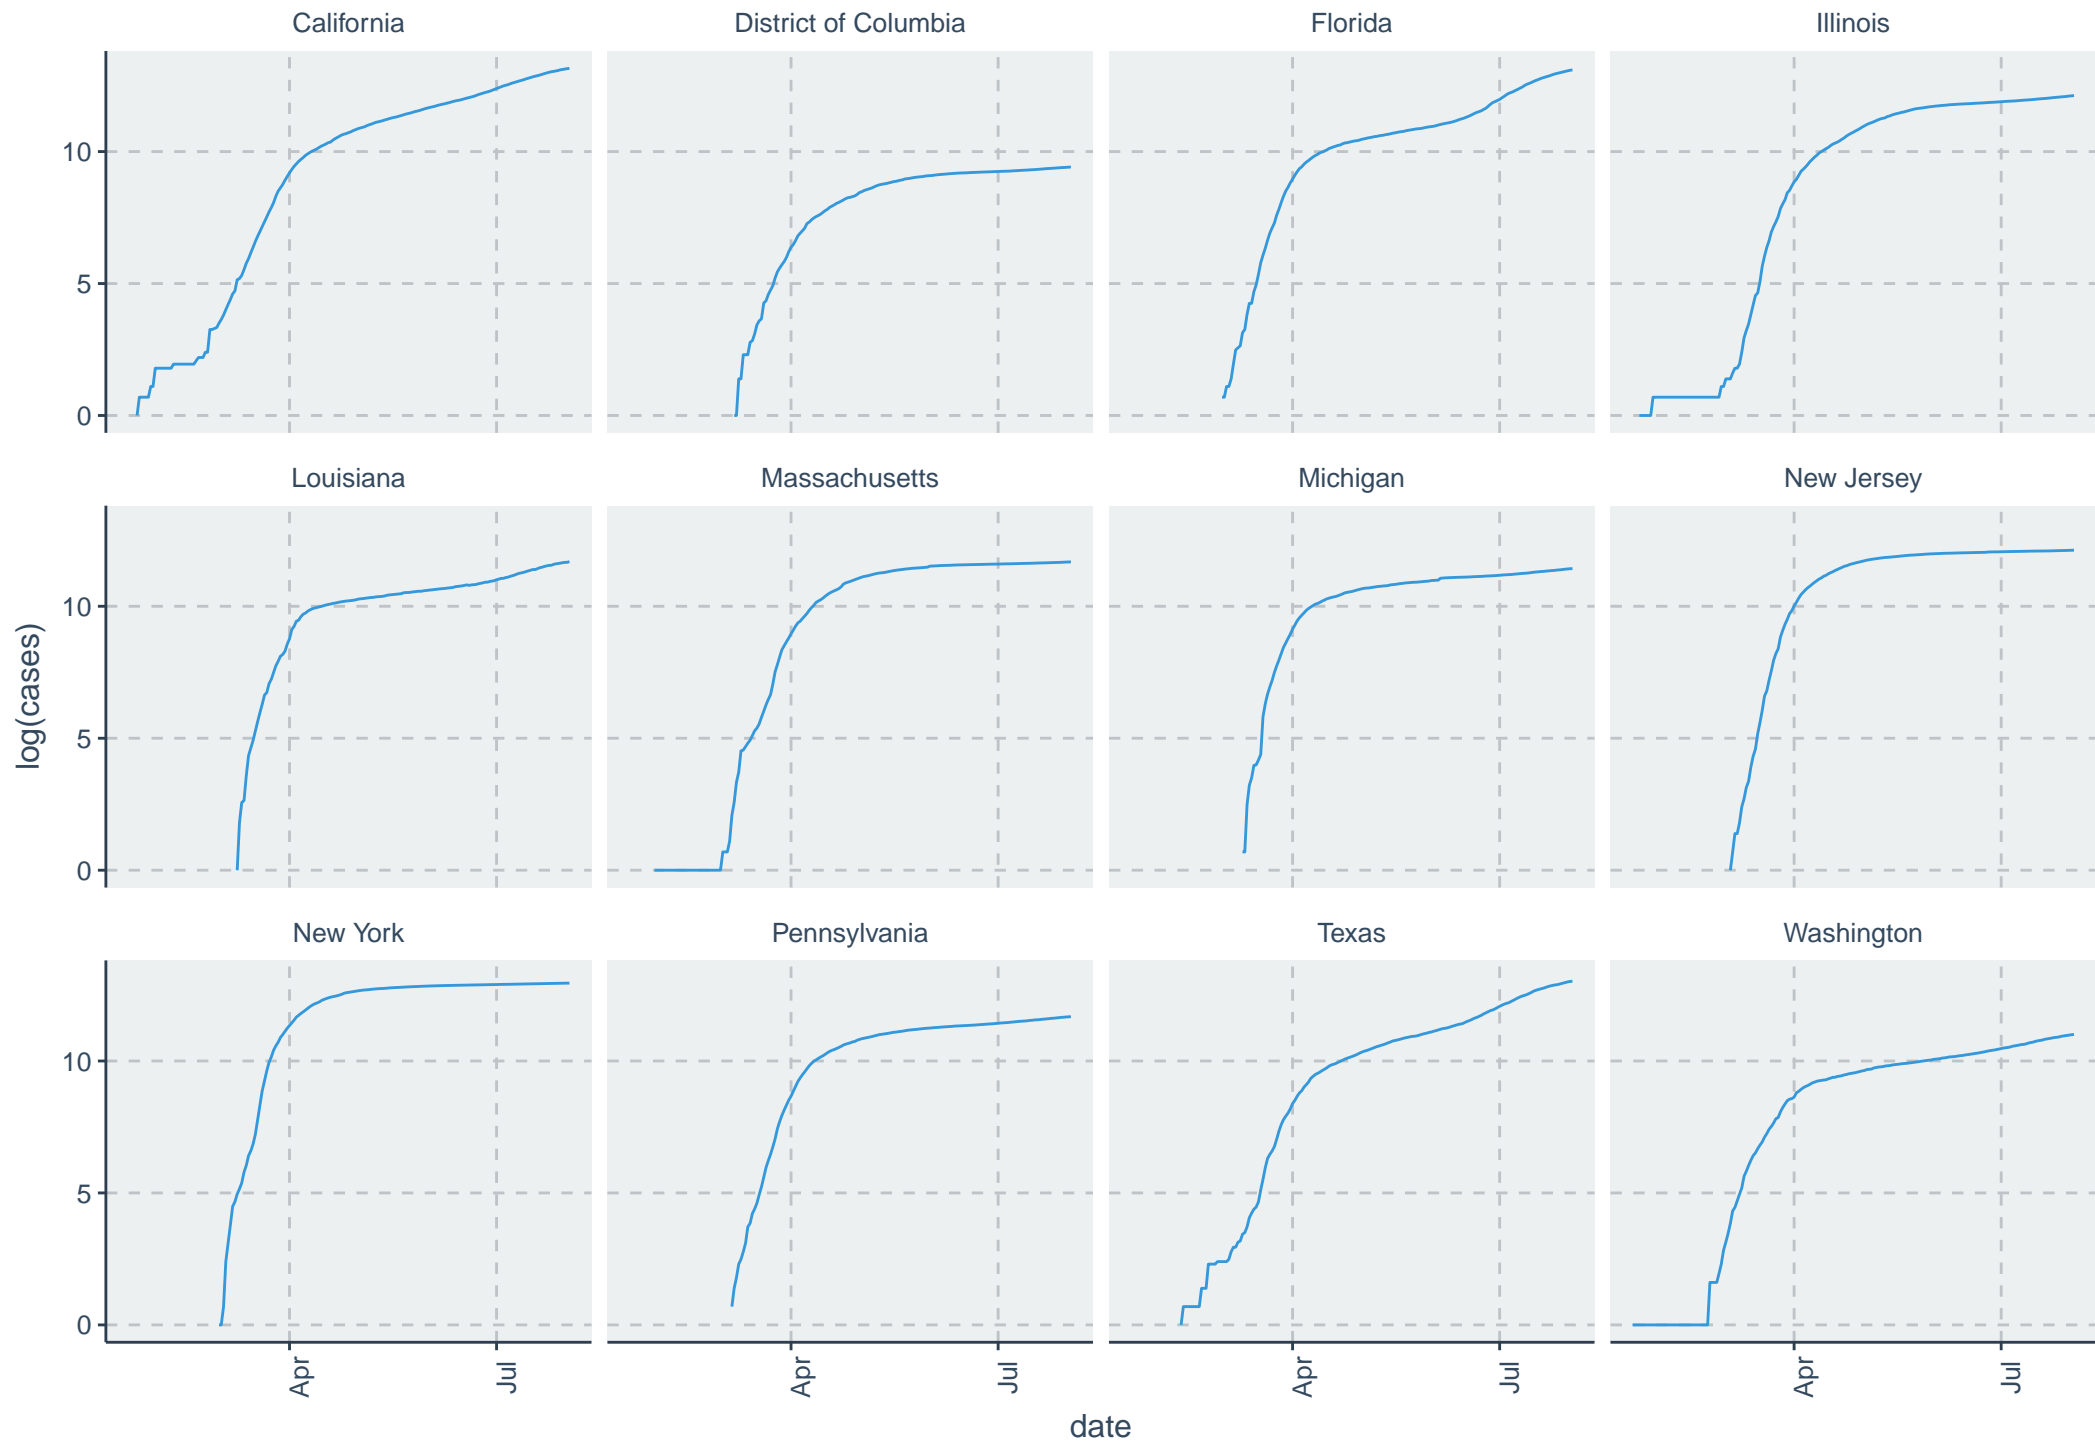 California
District of Columbia
Florida
Illinois
10
5
0
Louisiana
Massachusetts
Michigan
New Jersey
10
5
0
log(cases)
New York
Pennsylvania
Texas
Washington
10
5
0
Apr
Jul
Apr
Jul
Apr
Jul
Apr
Jul
date